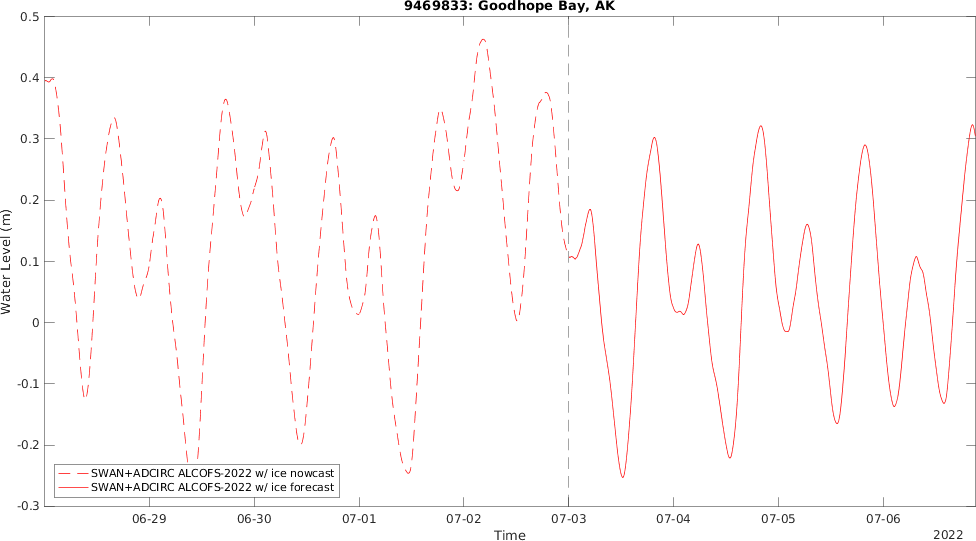 9469833: Goodhope Bay, AK
0.5
0.4
0.3
0.2
0.1
0
-0.1
-0.2
-0.3
Water Level (m)
SWAN+ADCIRC ALCOFS-2022 w/ ice nowcast
SWAN+ADCIRC ALCOFS-2022 w/ ice forecast
06-29 06-30 07-01 07-02 07-03 07-04 07-05 07-06
Time
2022